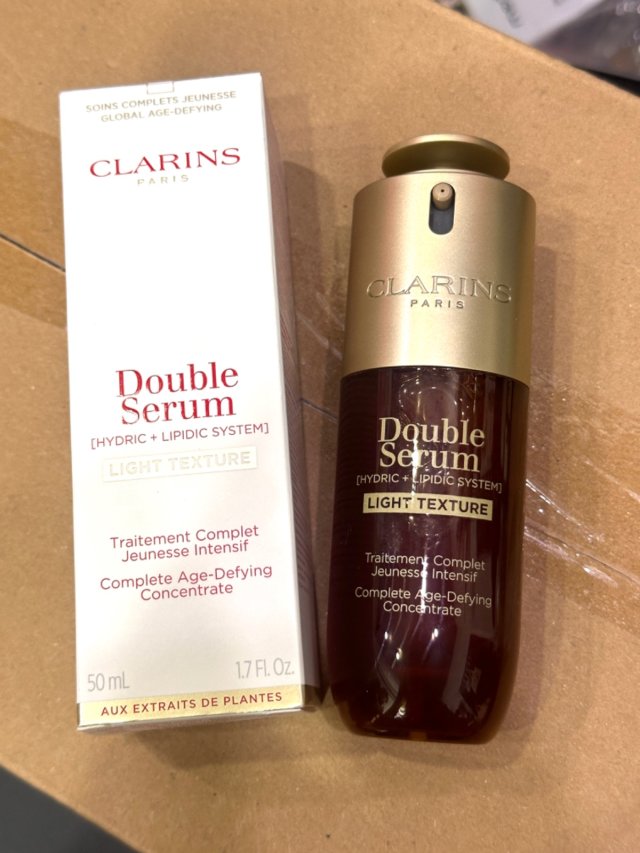 SOINS COMPLETS JEUNESSE
GLOBAL AGE-DEFYING
CLARINS
PARIS
Double
Serum
[HYDRIC + LIPIDIC SYSTEM]
LIGHT TEXTURE
Traitement Complet
Jeunesse Intensif
Complete Age-Defying
Concentrate
50 mL 1.7 Fl. Oz.
AUX EXTRAITS DE PLANTES
CLARINS
PARIS
Double
Serum
[HYDRIC + LIPIDIC SYSTEM]
LIGHT TEXTURE
Traitement Complet
Jeunesse Intensif
Complete Age-Defying
Concentrate